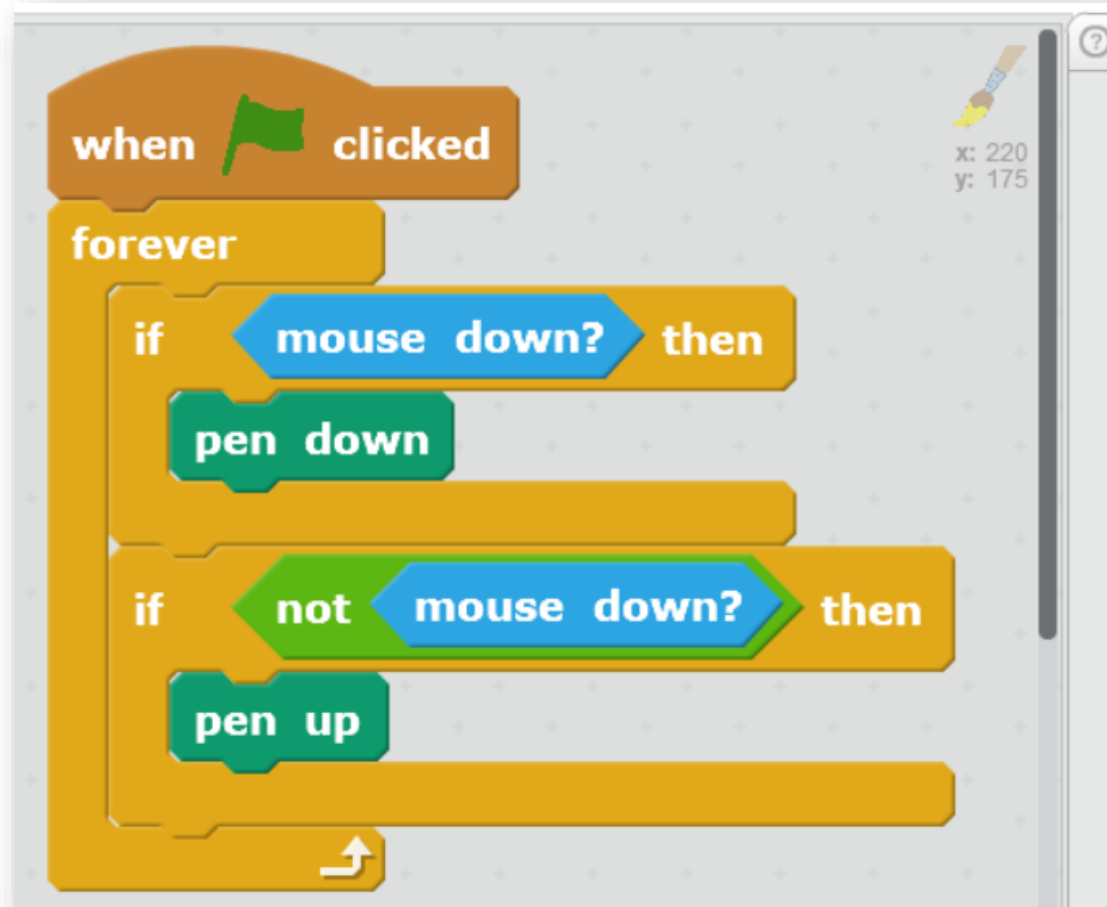 when clicked
x: 220
y: 175
forever
if mouse down? then
pen down
if not mouse down? then
pen up
?